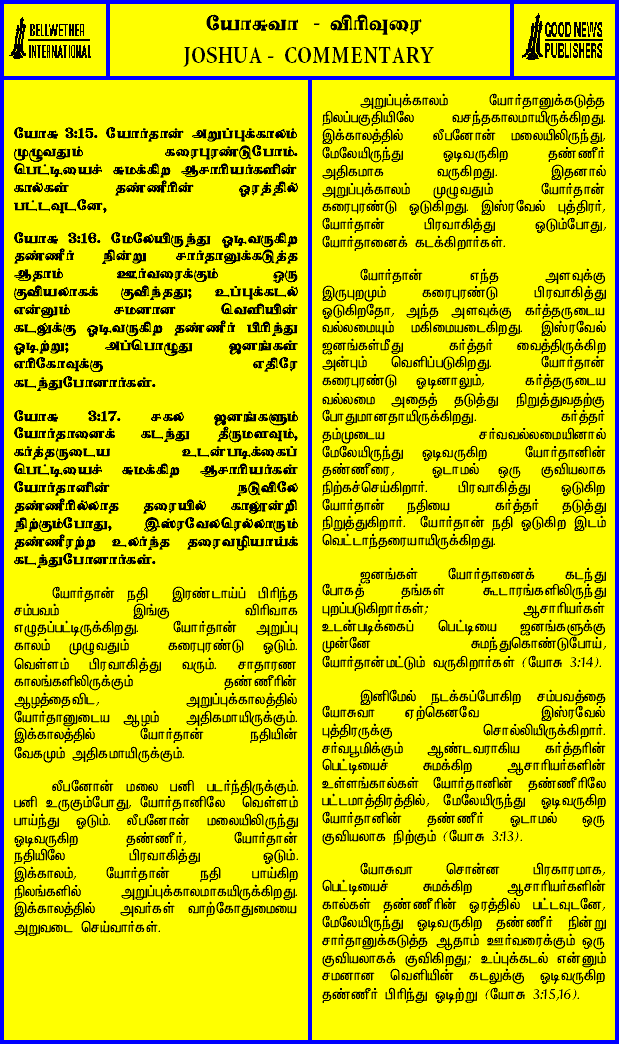 BELLWETHER
INTERNATIONAL
யோசுவா - விரிவுரை
JOSHUA - COMMENTARY
GOOD NEWS
PUBLISHERS
யோசு 3:15. யோர்தான் அறுப்புக்காலம்
முழுவதும் கரைபுரண்டுபோம்.
பெட்டியைச் சுமக்கிற ஆசாரியர்களின்
கால்கள் தண்ணீரின் ஓரத்தில்
பட்டவுடனே,
யோசு 3:16. மேலேயிருந்து ஓடிவருகிற
தண்ணீர் நின்று சார்தானுக்கடுத்த
ஆதாம் ஊர்வரைக்கும் ஒரு
குவியலாகக் குவிந்தது; உப்புக்கடல்
என்னும் சமனான வெளியின்
கடலுக்கு ஓடிவருகிற தண்ணீர் பிரிந்து
ஓடிற்று; அப்பொழுது ஜனங்கள்
எரிகோவுக்கு எதிரே
கடந்துபோனார்கள்.
யோசு 3:17. சகல ஜனங்களும்
யோர்தானைக் கடந்து தீருமளவும்,
கர்த்தருடைய உடன்படிக்கைப்
பெட்டியைச் சுமக்கிற ஆசாரியர்கள்
யோர்தானின் நடுவிலே
தண்ணீரில்லாத தரையில் காலூன்றி
நிற்கும்போது, இஸ்ரவேலரெல்லாரும்
தண்ணீரற்ற உலர்ந்த தரைவழியாய்க்
கடந்துபோனார்கள்.
யோர்தான் நதி இரண்டாய்ப் பிரிந்த
சம்பவம் இங்கு விரிவாக
எழுதப்பட்டிருக்கிறது. யோர்தான் அறுப்பு
காலம் முழுவதும் கரைபுரண்டு ஓடும்.
வெள்ளம் பிரவாகித்து வரும். சாதாரண
காலங்களிலிருக்கும் தண்ணீரின்
ஆழத்தைவிட, அறுப்புக்காலத்தில்
யோர்தானுடைய ஆழம் அதிகமாயிருக்கும்.
இக்காலத்தில் யோர்தான் நதியின்
வேகமும் அதிகமாயிருக்கும்.
லீபனோன் மலை பனி படர்ந்திருக்கும்.
பனி உருகும்போது, யோர்தானிலே வெள்ளம்
பாய்ந்து ஓடும். லீபனோன் மலையிலிருந்து
ஓடிவருகிற தண்ணீர், யோர்தான்
நதியிலே பிரவாகித்து ஓடும்.
இக்காலம், யோர்தான் நதி பாய்கிற
நிலங்களில் அறுப்புக்காலமாகயிருக்கிறது.
இக்காலத்தில் அவர்கள் வாற்கோதுமையை
அறுவடை செய்வார்கள்.
அறுப்புக்காலம் யோர்தானுக்கடுத்த
நிலப்பகுதியிலே வசந்தகாலமாயிருக்கிறது.
இக்காலத்தில் லீபனோன் மலையிலிருந்து,
மேலேயிருந்து ஓடிவருகிற தண்ணீர்
அதிகமாக வருகிறது. இதனால்
அறுப்புக்காலம் முழுவதும் யோர்தான்
கரைபுரண்டு ஓடுகிறது. இஸ்ரவேல் புத்திரர்,
யோர்தான் பிரவாகித்து ஓடும்போது,
யோர்தானைக் கடக்கிறார்கள்.
யோர்தான் எந்த அளவுக்கு
இருபுறமும் கரைபுரண்டு பிரவாகித்து
ஓடுகிறதோ, அந்த அளவுக்கு கர்த்தருடைய
வல்லமையும் மகிமையடைகிறது. இஸ்ரவேல்
ஜனங்கள்மீது கர்த்தர் வைத்திருக்கிற
அன்பும் வெளிப்படுகிறது. யோர்தான்
கரைபுரண்டு ஓடினாலும், கர்த்தருடைய
வல்லமை அதைத் தடுத்து நிறுத்துவதற்கு
போதுமானதாயிருக்கிறது. கர்த்தர்
தம்முடைய சர்வவல்லமையினால்
மேலேயிருந்து ஓடிவருகிற யோர்தானின்
தண்ணீரை, ஓடாமல் ஒரு குவியலாக
நிற்கச்செய்கிறார். பிரவாகித்து ஓடுகிற
யோர்தான் நதியை கர்த்தர் தடுத்து
நிறுத்துகிறார். யோர்தான் நதி ஓடுகிற இடம்
வெட்டாந்தரையாயிருக்கிறது.
ஜனங்கள் யோர்தானைக் கடந்து
போகத் தங்கள் கூடாரங்களிலிருந்து
புறப்படுகிறார்கள்; ஆசாரியர்கள்
உடன்படிக்கைப் பெட்டியை ஜனங்களுக்கு
முன்னே சுமந்துகொண்டுபோய்,
யோர்தான்மட்டும் வருகிறார்கள் (யோசு 3:14).
இனிமேல் நடக்கப்போகிற சம்பவத்தை
யோசுவா ஏற்கெனவே இஸ்ரவேல்
புத்திரருக்கு சொல்லியிருக்கிறார்.
சர்வபூமிக்கும் ஆண்டவராகிய கர்த்தரின்
பெட்டியைச் சுமக்கிற ஆசாரியர்களின்
உள்ளங்கால்கள் யோர்தானின் தண்ணீரிலே
பட்டமாத்திரத்தில், மேலேயிருந்து ஓடிவருகிற
யோர்தானின் தண்ணீர் ஓடாமல் ஒரு
குவியலாக நிற்கும் (யோசு 3:13).
யோசுவா சொன்ன பிரகாரமாக,
பெட்டியைச் சுமக்கிற ஆசாரியர்களின்
கால்கள் தண்ணீரின் ஓரத்தில் பட்டவுடனே,
மேலேயிருந்து ஓடிவருகிற தண்ணீர் நின்று
சார்தானுக்கடுத்த ஆதாம் ஊர்வரைக்கும் ஒரு
குவியலாகக் குவிகிறது; உப்புக்கடல் என்னும்
சமனான வெளியின் கடலுக்கு ஓடிவருகிற
தண்ணீர் பிரிந்து ஓடிற்று (யோசு 3:15,16).